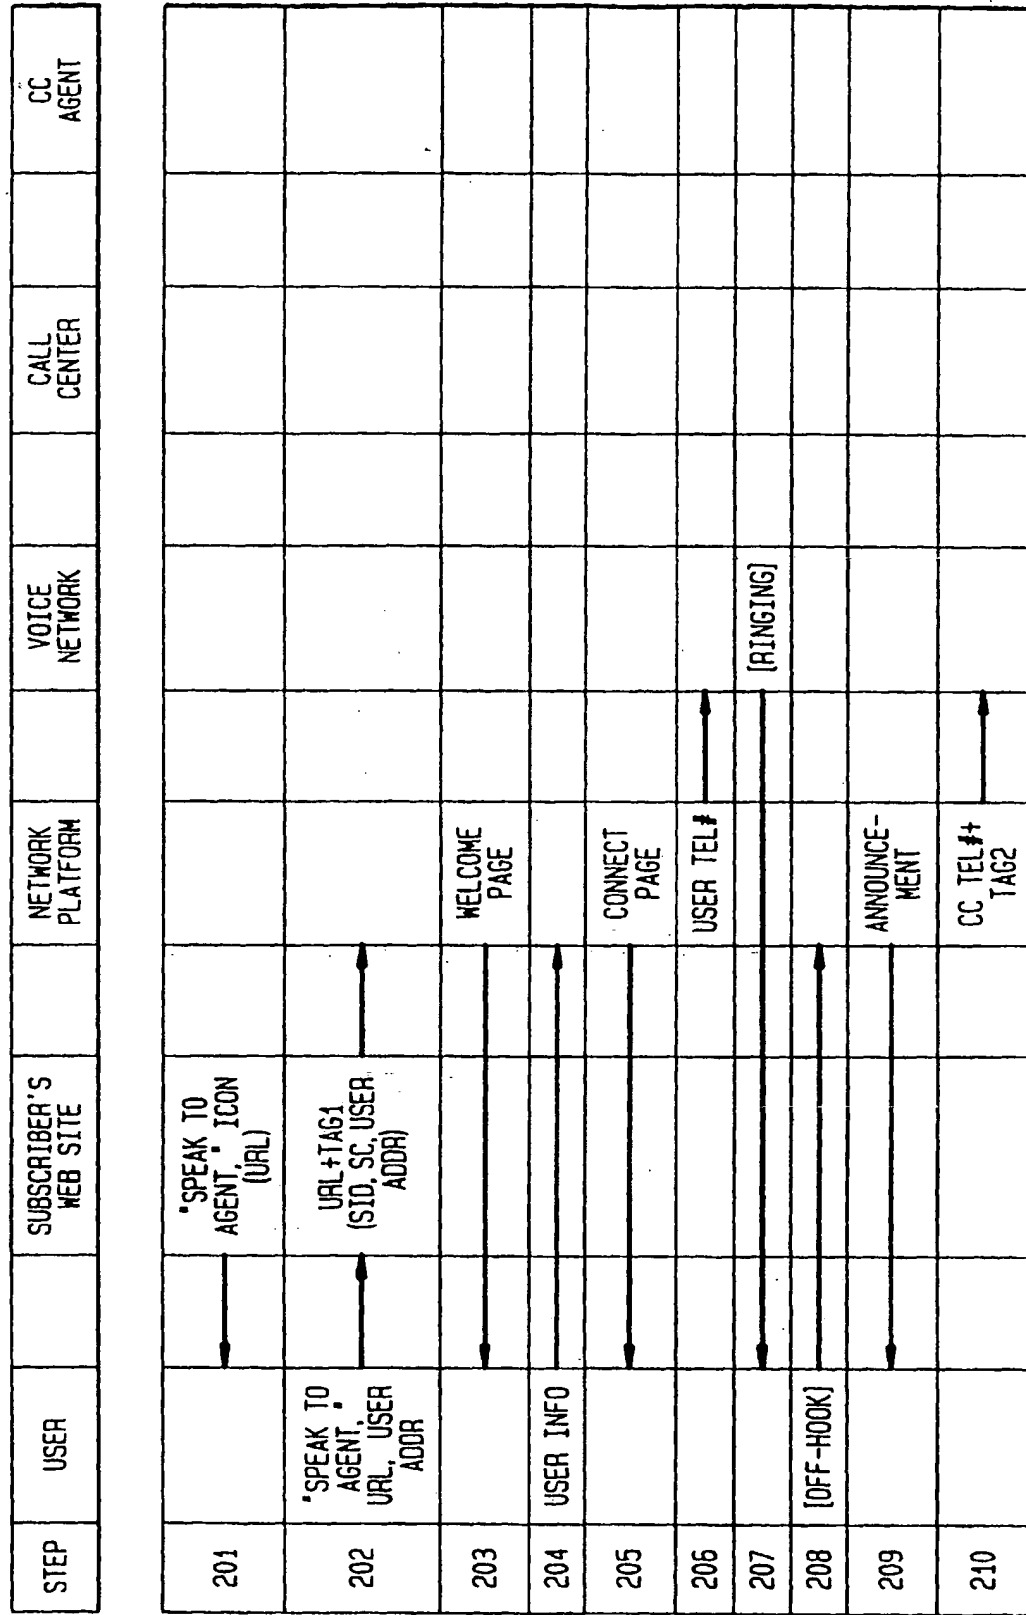 STEP
USER
SUBSCRIBER'S
WEB SITE
NETWORK
PLATFORM
VOICE
NETWORK
CALL
CENTER
CC
AGENT
201
"SPEAK TO
AGENT," ICON
(URL)
202
"SPEAK TO
AGENT,"
URL, USER
ADDR
URL+TAG1
(SID, SC, USER
ADDR)
203
WELCOME
PAGE
204
USER INFO
205
CONNECT
PAGE
206
USER TEL#
207
[RINGING]
208
[OFF-HOOK]
209
ANNOUNCE-
MENT
210
CC TEL#+
TAG2